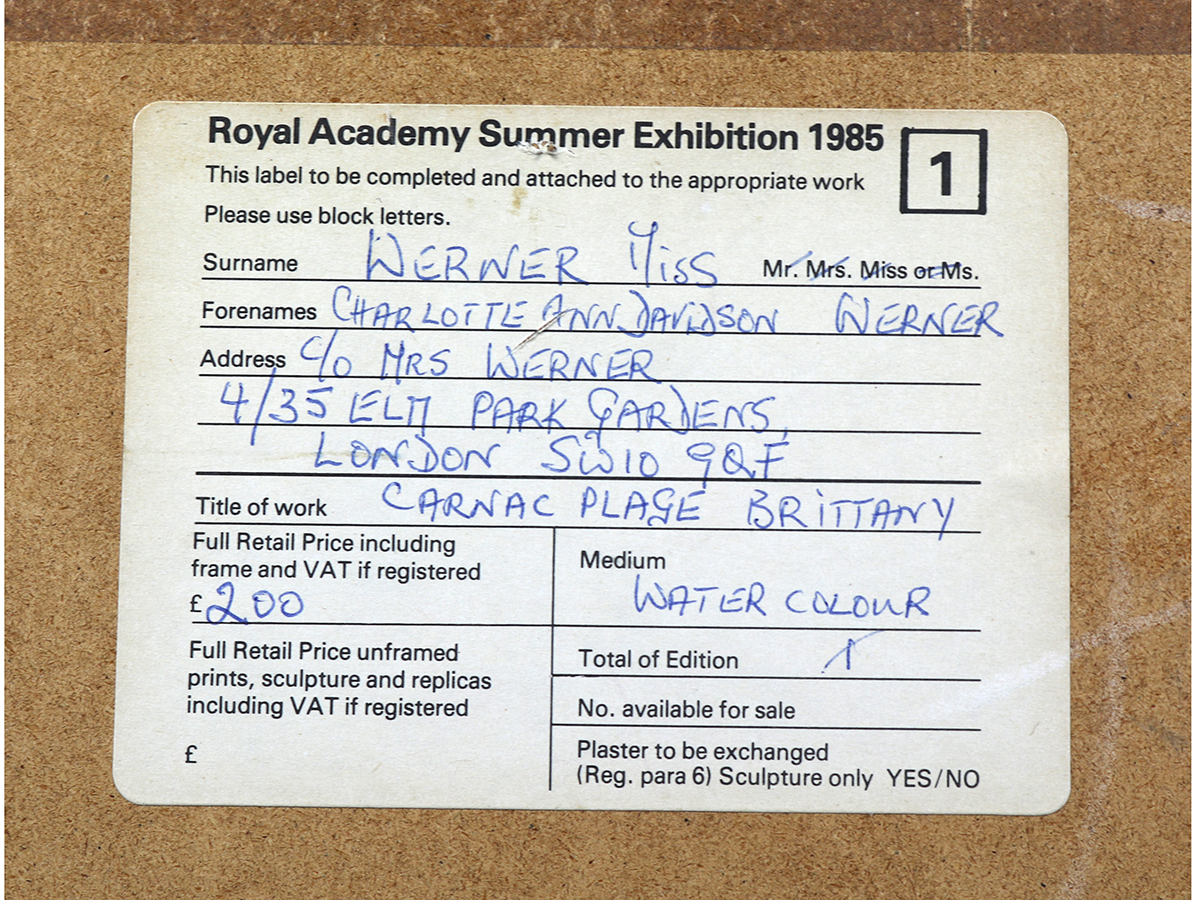 Royal Academy Summer Exhibition 1985 1
This label to be completed and attached to the appropriate work
Please use block letters.
Surname WERNER MISS Mr. Mrs. Miss or Ms.
Forenames CHARLOTTE ANN DAVIDSON WERNER
Address C/O MRS WERNER
4/35 ELM PARK GARDENS,
LONDON SW10 9QF
Title of work CARNAC PLAGE BRITTANY
Full Retail Price including
frame and VAT if registered
£200
Medium
WATER COLOUR
Full Retail Price unframed
prints, sculpture and replicas
including VAT if registered
£
Total of Edition 1
No. available for sale
Plaster to be exchanged
(Reg. para 6) Sculpture only YES/NO